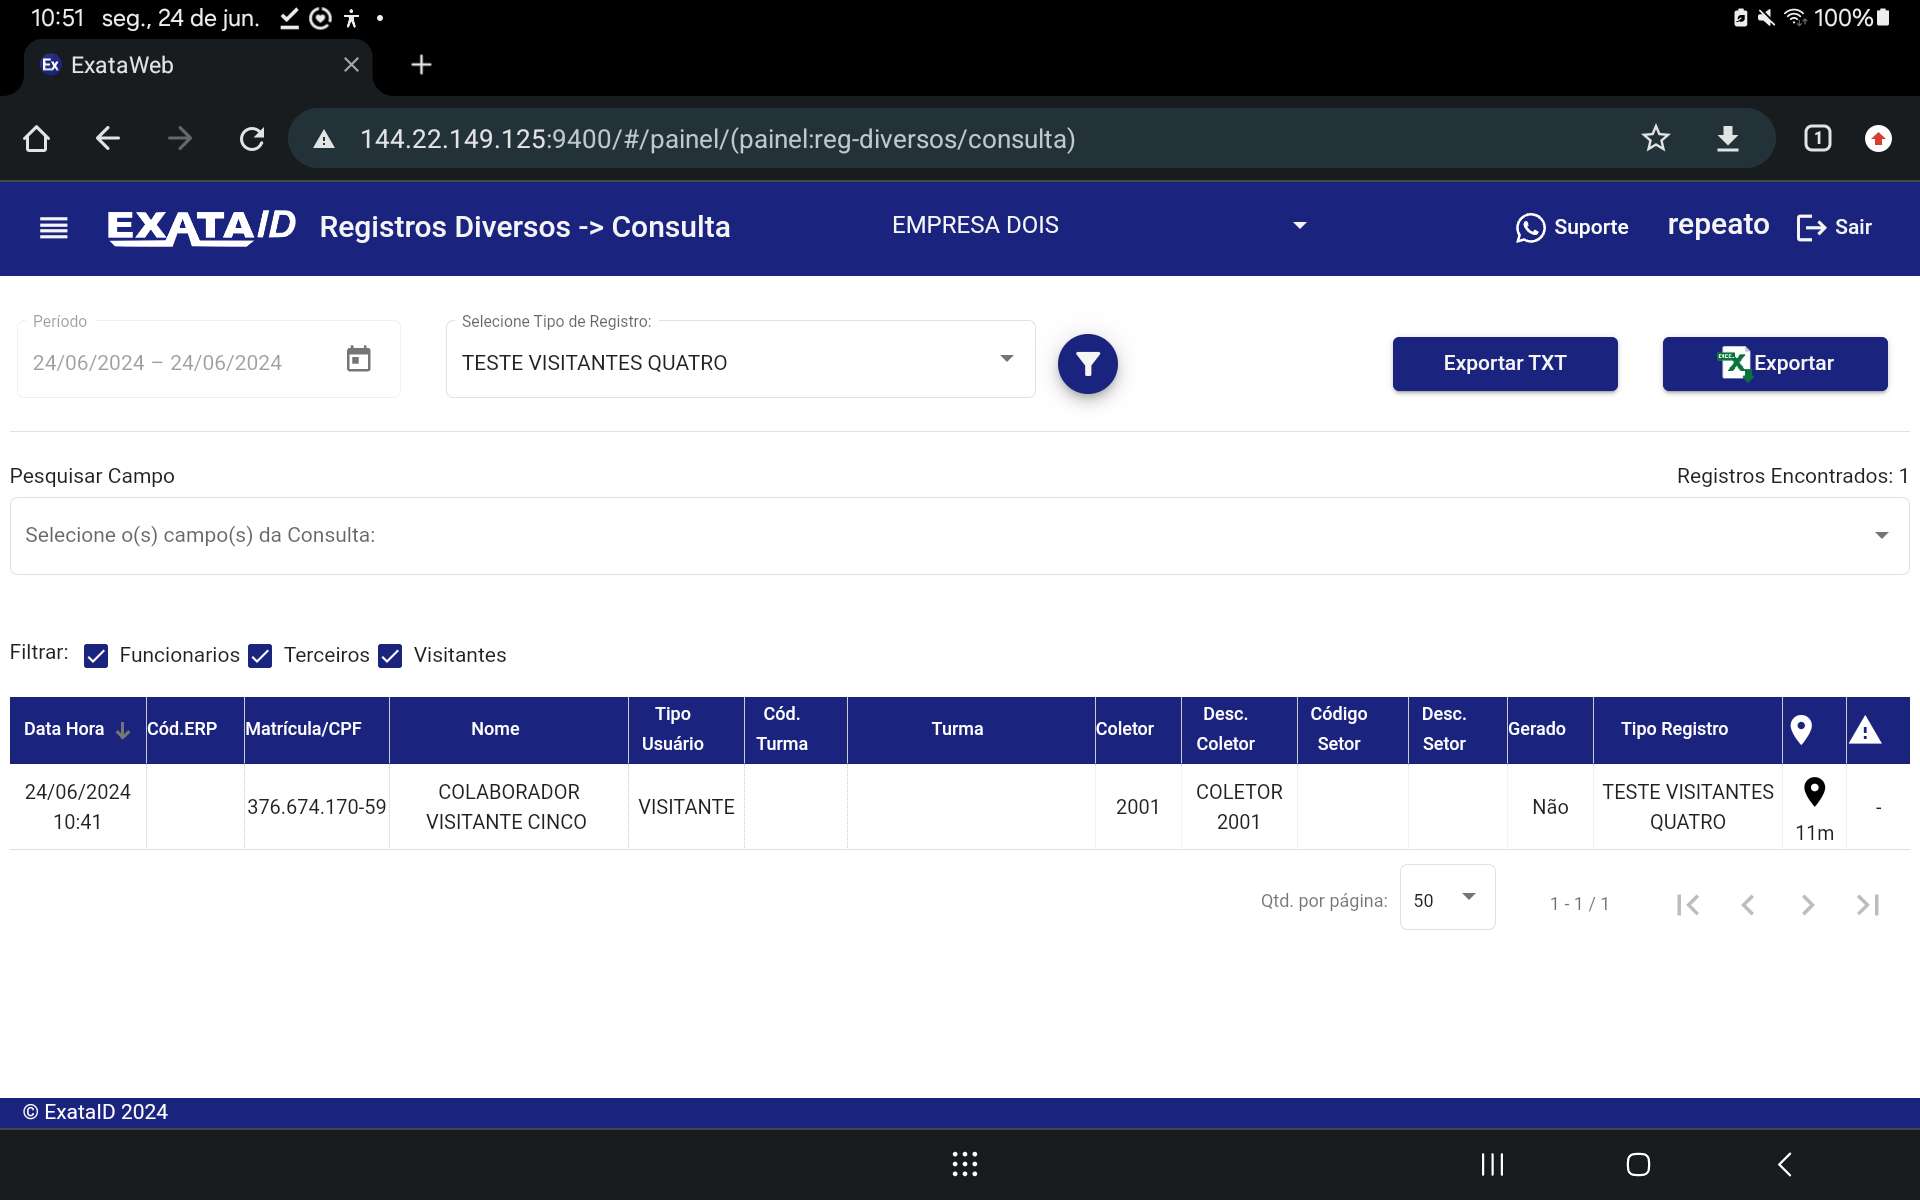 10:51 seg., 24 de jun. 100%
Ex ExataWeb
144.22.149.125:9400/#/painel/(painel:reg-diversos/consulta)
1
EXATAID Registros Diversos -> Consulta EMPRESA DOIS Suporte repeato Sair
Período
24/06/2024 – 24/06/2024
Selecione Tipo de Registro:
TESTE VISITANTES QUATRO
Exportar TXT
Exportar
Pesquisar Campo
Registros Encontrados: 1
Selecione o(s) campo(s) da Consulta:
Filtrar: Funcionarios Terceiros Visitantes
Data Hora
Cód.ERP
Matrícula/CPF
Nome
Tipo
Usuário
Cód.
Turma
Turma
Coletor
Desc.
Coletor
Código
Setor
Desc.
Setor
Gerado
Tipo Registro
24/06/2024
10:41
376.674.170-59
COLABORADOR
VISITANTE CINCO
VISITANTE
2001
COLETOR
2001
Não
TESTE VISITANTES
QUATRO
11m
-
Qtd. por página: 50 1 - 1 / 1
© ExataID 2024